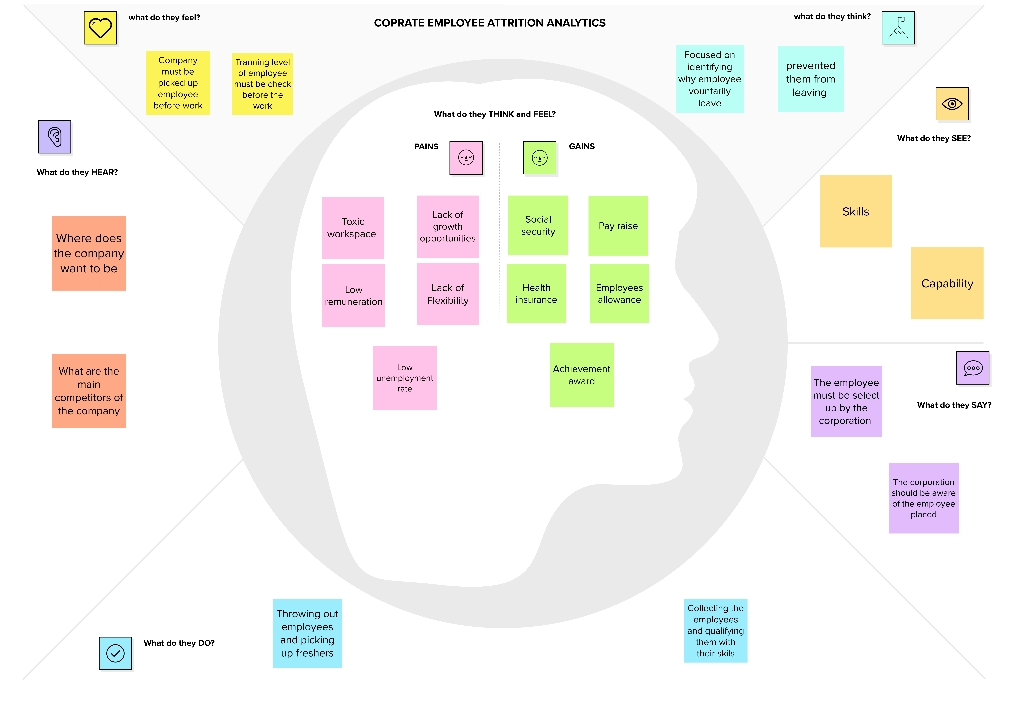 what do they feel?
COPRATE EMPLOYEE ATTRITION ANALYTICS
what do they think?
Company
must be
picked up
employee
before work
Tranning level
of employee
must be check
before the
work
Focused on
identifying
why employee
vountarily
leave
prevented
them from
leaving
What do they HEAR?
What do they THINK and FEEL?
What do they SEE?
PAINS
GAINS
Where does
the company
want to be
What are the
main
competitors of
the company
Toxic
workspace
Lack of
growth
opportunities
Low
remuneration
Lack of
Flexibility
Low
unemployment
rate
Social
security
Pay raise
Health
insurance
Employees
allowance
Achievement
award
Skills
Capability
What do they SAY?
The employee
must be select
up by the
corporation
The corporation
should be aware
of the employee
planed
What do they DO?
Throwing out
employees
and picking
up freshers
Collecting the
employees
and qualifying
them with
their skils